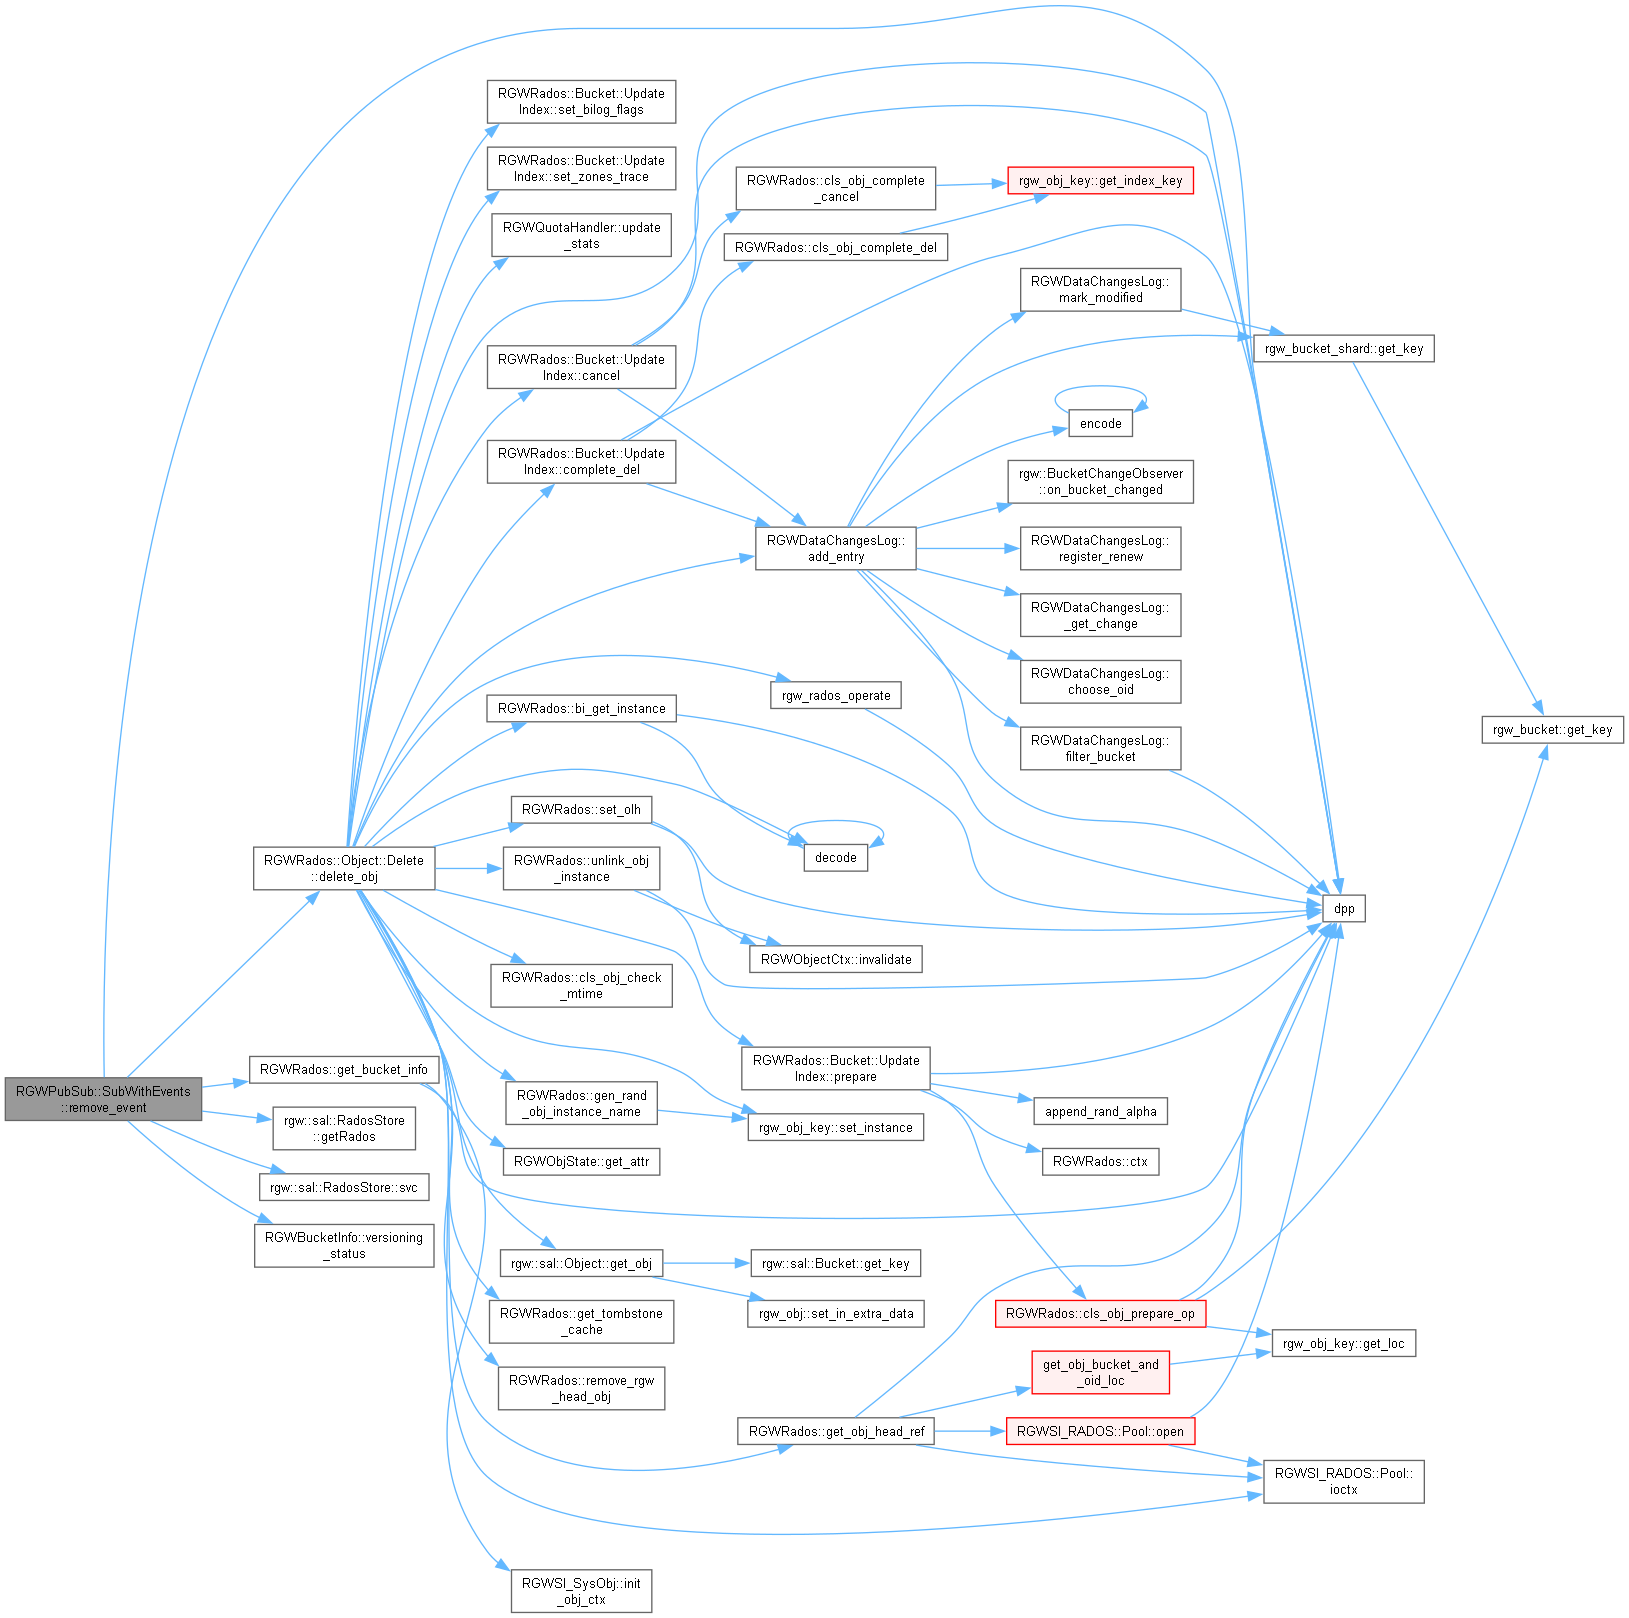 RGWPubSub::SubWithEvents
::remove_event
RGWRados::Object::Delete
::delete_obj
RGWRados::get_bucket_info
rgw::sal::RadosStore
::getRados
rgw::sal::RadosStore::svc
RGWBucketInfo::versioning
_status
RGWRados::Bucket::Update
Index::set_bilog_flags
RGWRados::Bucket::Update
Index::set_zones_trace
RGWQuotaHandler::update
_stats
RGWRados::Bucket::Update
Index::cancel
RGWRados::Bucket::Update
Index::complete_del
RGWRados::bi_get_instance
RGWRados::set_olh
RGWRados::unlink_obj
_instance
RGWRados::cls_obj_check
_mtime
RGWRados::gen_rand
_obj_instance_name
RGWObjState::get_attr
rgw::sal::Object::get_obj
RGWRados::get_tombstone
_cache
RGWRados::remove_rgw
_head_obj
RGWSI_SysObj::init
_obj_ctx
RGWRados::cls_obj_complete
_cancel
RGWRados::cls_obj_complete_del
RGWDataChangesLog::
add_entry
rgw_rados_operate
decode
RGWObjectCtx::invalidate
RGWRados::Bucket::Update
Index::prepare
rgw_obj_key::set_instance
rgw::sal::Bucket::get_key
rgw_obj::set_in_extra_data
RGWRados::get_obj_head_ref
rgw_obj_key::get_index_key
RGWDataChangesLog::
mark_modified
encode
rgw::BucketChangeObserver
::on_bucket_changed
RGWDataChangesLog::
register_renew
RGWDataChangesLog::
_get_change
RGWDataChangesLog::
choose_oid
RGWDataChangesLog::
filter_bucket
append_rand_alpha
RGWRados::ctx
RGWRados::cls_obj_prepare_op
get_obj_bucket_and
_oid_loc
RGWSI_RADOS::Pool::open
rgw_bucket_shard::get_key
dpp
rgw_obj_key::get_loc
RGWSI_RADOS::Pool::
ioctx
rgw_bucket::get_key